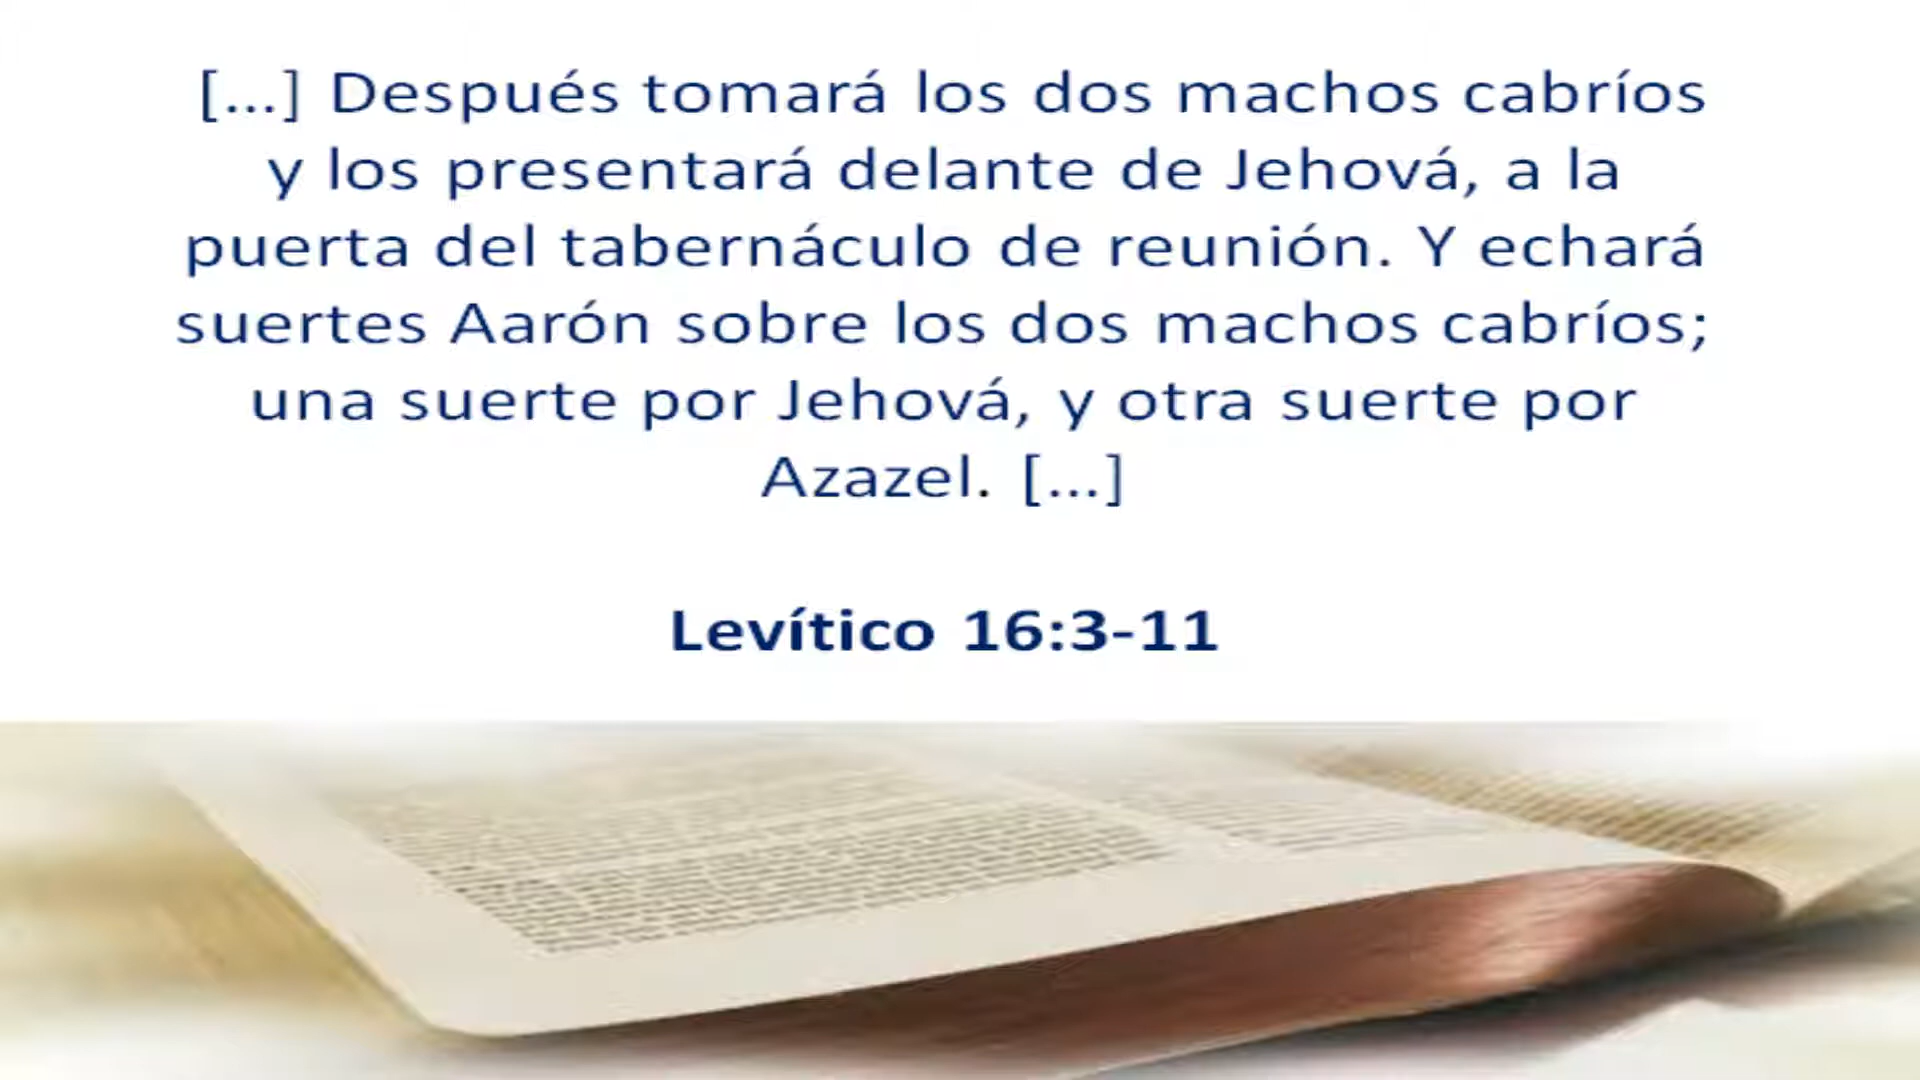 [...] Después tomará los dos machos cabríos
y los presentará delante de Jehová, a la
puerta del tabernáculo de reunión. Y echará
suertes Aarón sobre los dos machos cabríos;
una suerte por Jehová, y otra suerte por
Azazel. [...]
Levítico 16:3-11